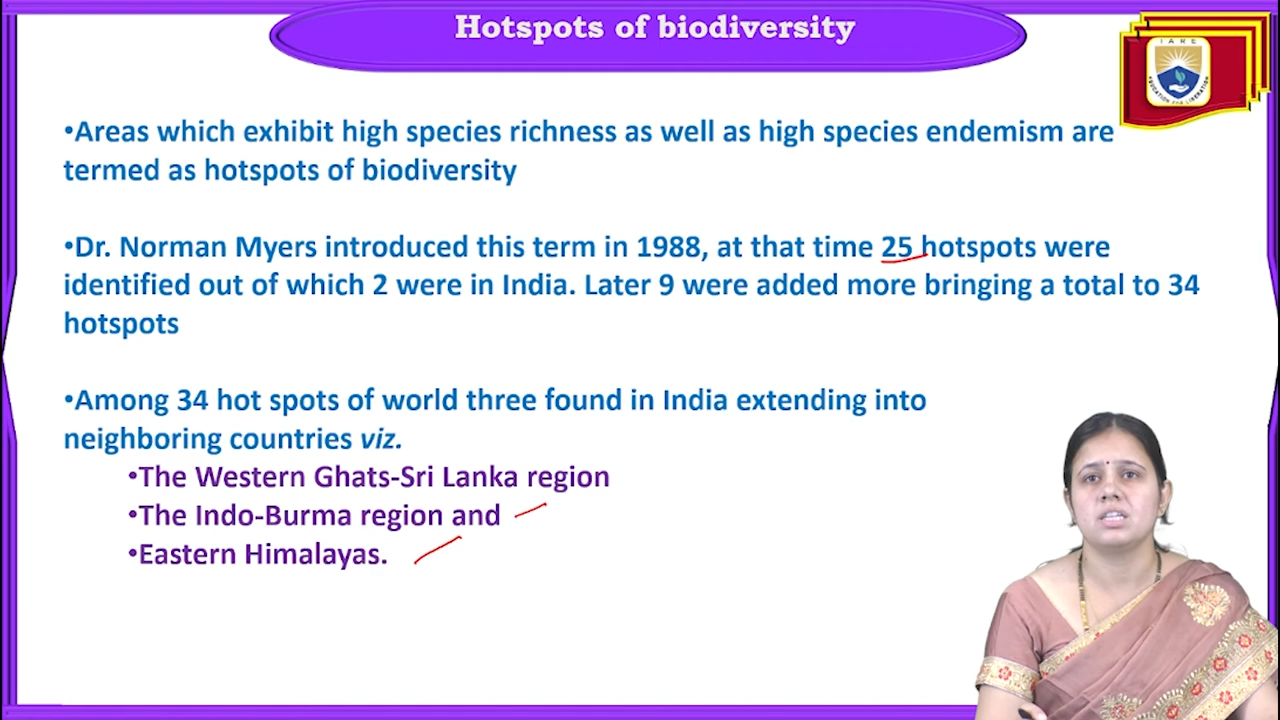 Hotspots of biodiversity
IARE
EDUCATION FOR LIBERATION
•Areas which exhibit high species richness as well as high species endemism are
termed as hotspots of biodiversity
•Dr. Norman Myers introduced this term in 1988, at that time 25 hotspots were
identified out of which 2 were in India. Later 9 were added more bringing a total to 34
hotspots
•Among 34 hot spots of world three found in India extending into
neighboring countries viz.
•The Western Ghats-Sri Lanka region
•The Indo-Burma region and
•Eastern Himalayas.